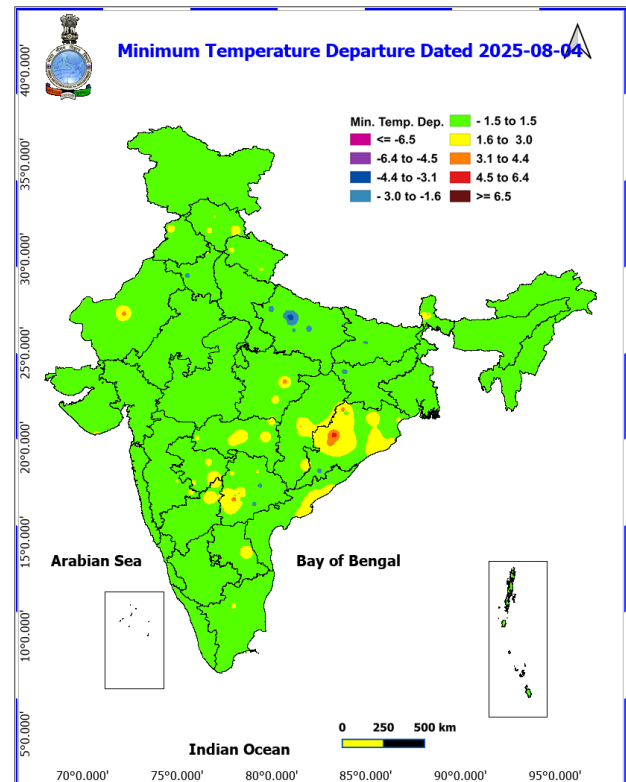 Minimum Temperature Departure Dated 2025-08-04
Min. Temp. Dep.
<= -6.5
-6.4 to -4.5
-4.4 to -3.1
- 3.0 to -1.6
- 1.5 to 1.5
1.6 to 3.0
3.1 to 4.4
4.5 to 6.4
>= 6.5
40°0.000'
35°0.000'
30°0.000'
25°0.000'
20°0.000'
15°0.000'
10°0.000'
5°0.000'
Arabian Sea
Bay of Bengal
Indian Ocean
0 250 500 km
70°0.000' 75°0.000' 80°0.000' 85°0.000' 90°0.000' 95°0.000'